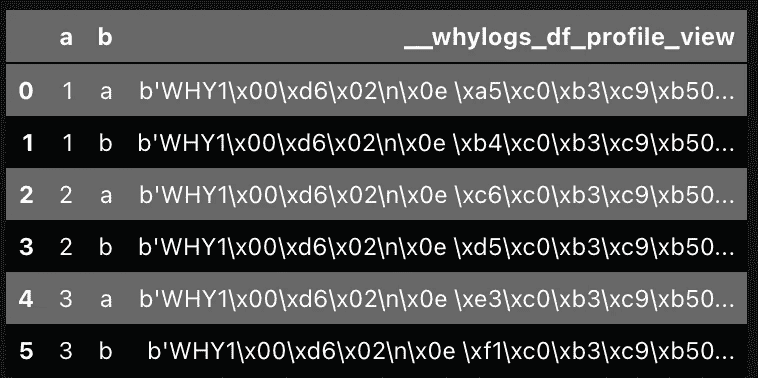 a b __whylogs_df_profile_view
0 1 a b'WHY1\x00\xd6\x02\n\x0e \xa5\xc0\xb3\xc9\xb50...
1 1 b b'WHY1\x00\xd6\x02\n\x0e \xb4\xc0\xb3\xc9\xb50...
2 2 a b'WHY1\x00\xd6\x02\n\x0e \xc6\xc0\xb3\xc9\xb50...
3 2 b b'WHY1\x00\xd6\x02\n\x0e \xd5\xc0\xb3\xc9\xb50...
4 3 a b'WHY1\x00\xd6\x02\n\x0e \xe3\xc0\xb3\xc9\xb50...
5 3 b b'WHY1\x00\xd6\x02\n\x0e \xf1\xc0\xb3\xc9\xb50...